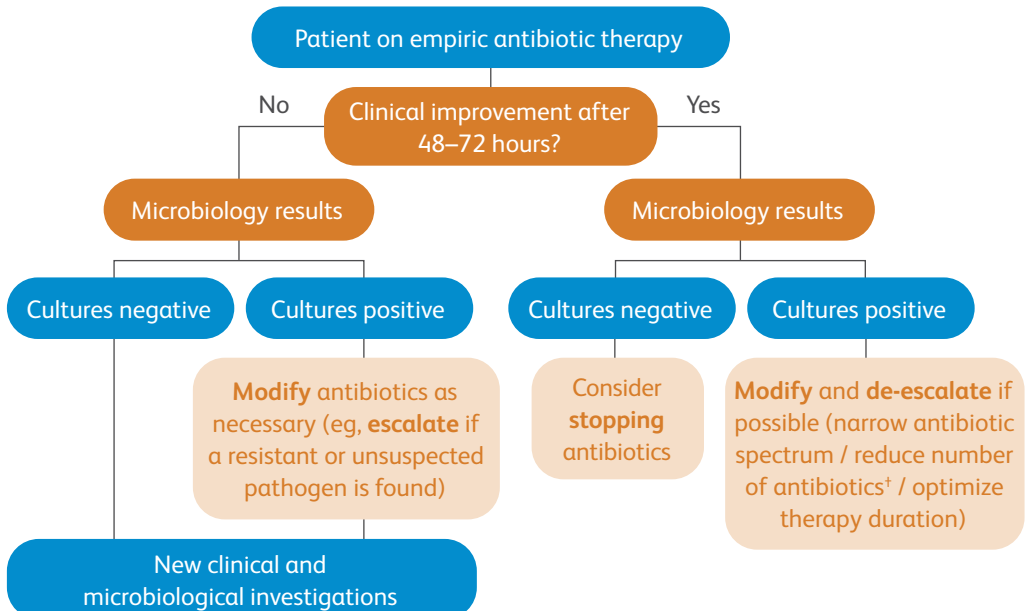 Patient on empiric antibiotic therapy
No
Clinical improvement after
48–72 hours?
Yes
Microbiology results
Microbiology results
Cultures negative
Cultures positive
Cultures negative
Cultures positive
Modify antibiotics as
necessary (eg, escalate if
a resistant or unsuspected
pathogen is found)
Consider
stopping
antibiotics
Modify and de-escalate if
possible (narrow antibiotic
spectrum / reduce number
of antibiotics† / optimize
therapy duration)
New clinical and
microbiological investigations